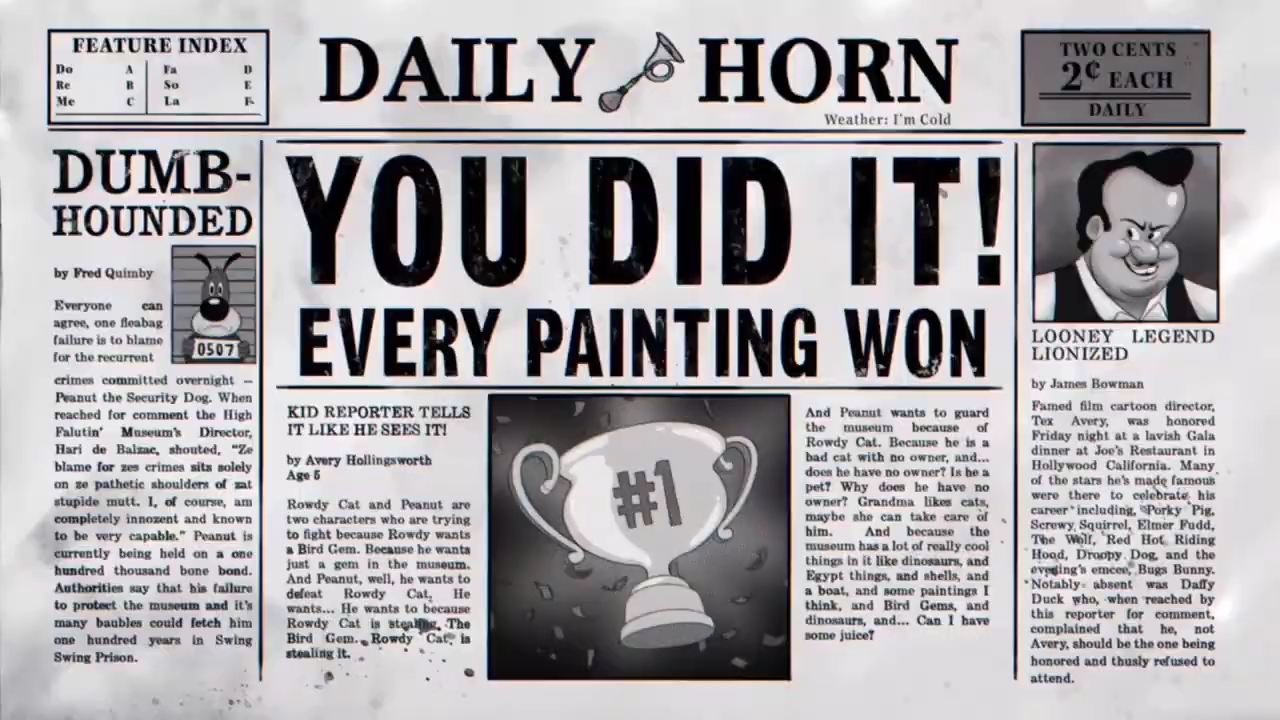 FEATURE INDEX
Do A Fa D
Re B So E
Me C La F
DAILY HORN
Weather: I'm Cold
TWO CENTS
2¢ EACH
DAILY
DUMB-
HOUNDED
by Fred Quimby
Everyone can
agree, one fleabag
failure is to blame
for the recurrent
0507
crimes committed overnight –
Peanut the Security Dog. When
reached for comment the High
Falutin' Museum's Director,
Hari de Balzac, shouted, "Ze
blame for zes crimes sits solely
on ze pathetic shoulders of zat
stupide mutt. I, of course, am
completely innozent and known
to be very capable." Peanut is
currently being held on a one
hundred thousand bone bond.
Authorities say that his failure
to protect the museum and it's
many baubles could fetch him
one hundred years in Swing
Swing Prison.
YOU DID IT!
EVERY PAINTING WON
KID REPORTER TELLS
IT LIKE HE SEES IT!
by Avery Hollingsworth
Age 5
Rowdy Cat and Peanut are
two characters who are trying
to fight because Rowdy wants
a Bird Gem. Because he wants
just a gem in the museum.
And Peanut, well, he wants to
defeat Rowdy Cat. He
wants... He wants to because
Rowdy Cat is stealing. The
Bird Gem. Rowdy Cat is
stealing it.
#1
And Peanut wants to guard
the museum because of
Rowdy Cat. Because he is a
bad cat with no owner, and...
does he have no owner? Is he a
pet? Why does he have no
owner? Grandma likes cats,
maybe she can take care of
him. And because the
museum has a lot of really cool
things in it like dinosaurs, and
Egypt things, and shells, and
a boat, and some paintings I
think, and Bird Gems, and
dinosaurs, and... Can I have
some juice?
LOONEY LEGEND
LIONIZED
by James Bowman
Famed film cartoon director,
Tex Avery, was honored
Friday night at a lavish Gala
dinner at Joe's Restaurant in
Hollywood California. Many
of the stars he's made famous
were there to celebrate his
career including, Porky Pig,
Screwy Squirrel, Elmer Fudd,
The Wolf, Red Hot Riding
Hood, Droopy Dog, and the
evening's emcee, Bugs Bunny.
Notably absent was Daffy
Duck who, when reached by
this reporter for comment,
complained that he, not
Avery, should be the one being
honored and thusly refused to
attend.